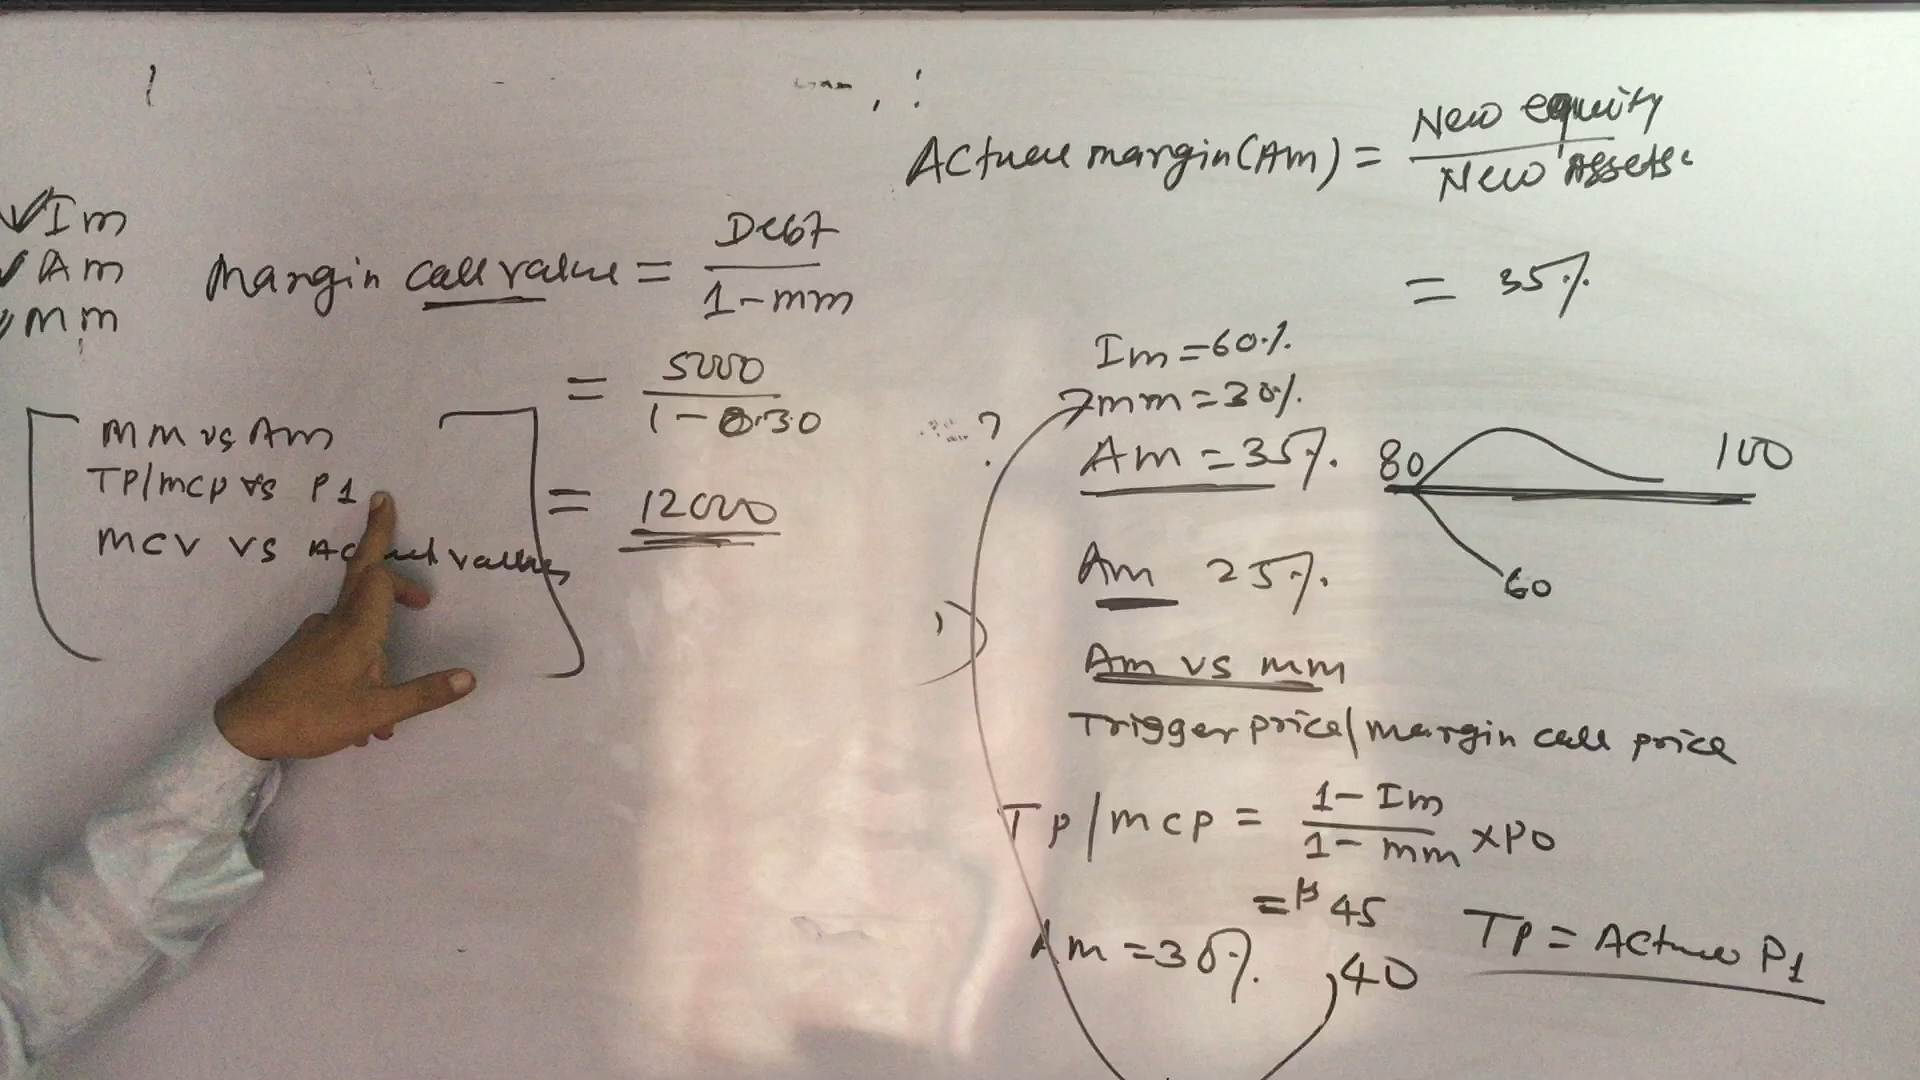 Im
Am
mm
Margin call value = Debt / 1-mm
= 5000 / 1-0.30
= 12000
MM vs Am
TP/mcp vs P1
MCV vs Actual value
Actual margin (Am) = New equity / New Assets
= 35%
Im = 60%
mm = 30%
Am = 35%
80 100
60
Am 25%
Am vs mm
Trigger price/margin call price
Tp/mcp = 1-Im / 1-mm × P0
= 45
Am = 30%
40
TP = Actual P1